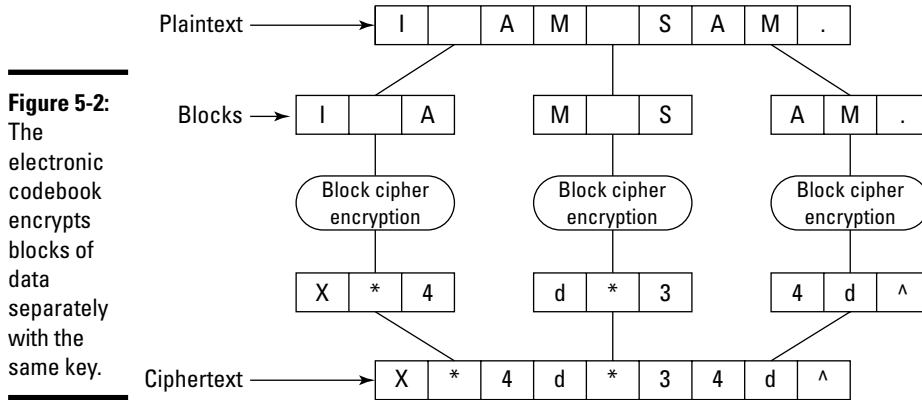 Plaintext
I A M S A M .
Figure 5-2:
The
electronic
codebook
encrypts
blocks of
data
separately
with the
same key.
Blocks
I A
M S
A M .
Block cipher
encryption
Block cipher
encryption
Block cipher
encryption
X * 4
d * 3
4 d ^
Ciphertext
X * 4 d * 3 4 d ^